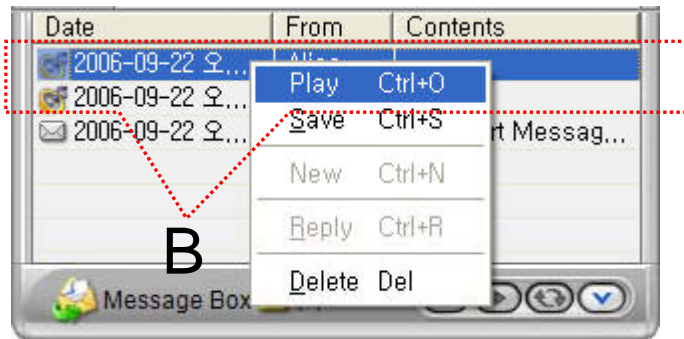 Date From Contents
2006-09-22 오...
2006-09-22 오...
2006-09-22 오... rt Messag...
Play Ctrl+O
Save Ctrl+S
New Ctrl+N
Reply Ctrl+R
Delete Del
B
Message Box